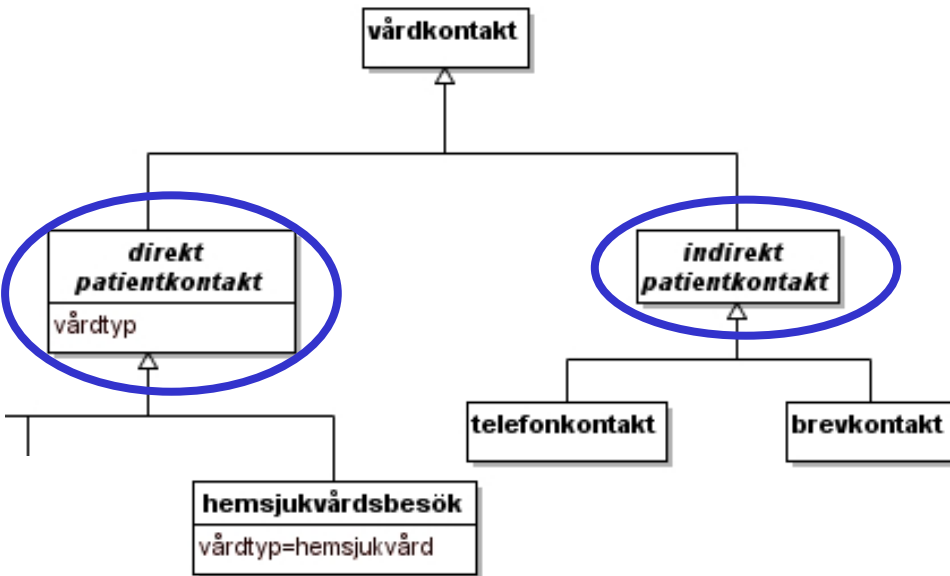 vårdkontakt
direkt
patientkontakt
vårdtyp
indirekt
patientkontakt
telefonkontakt
brevkontakt
hemsjukvårdsbesök
vårdtyp=hemsjukvård